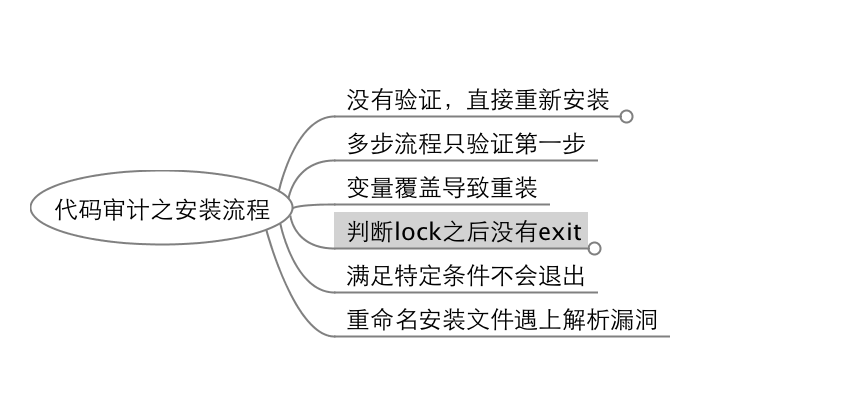 没有验证，直接重新安装
多步流程只验证第一步
变量覆盖导致重装
代码审计之安装流程
判断lock之后没有exit
满足特定条件不会退出
重命名安装文件遇上解析漏洞